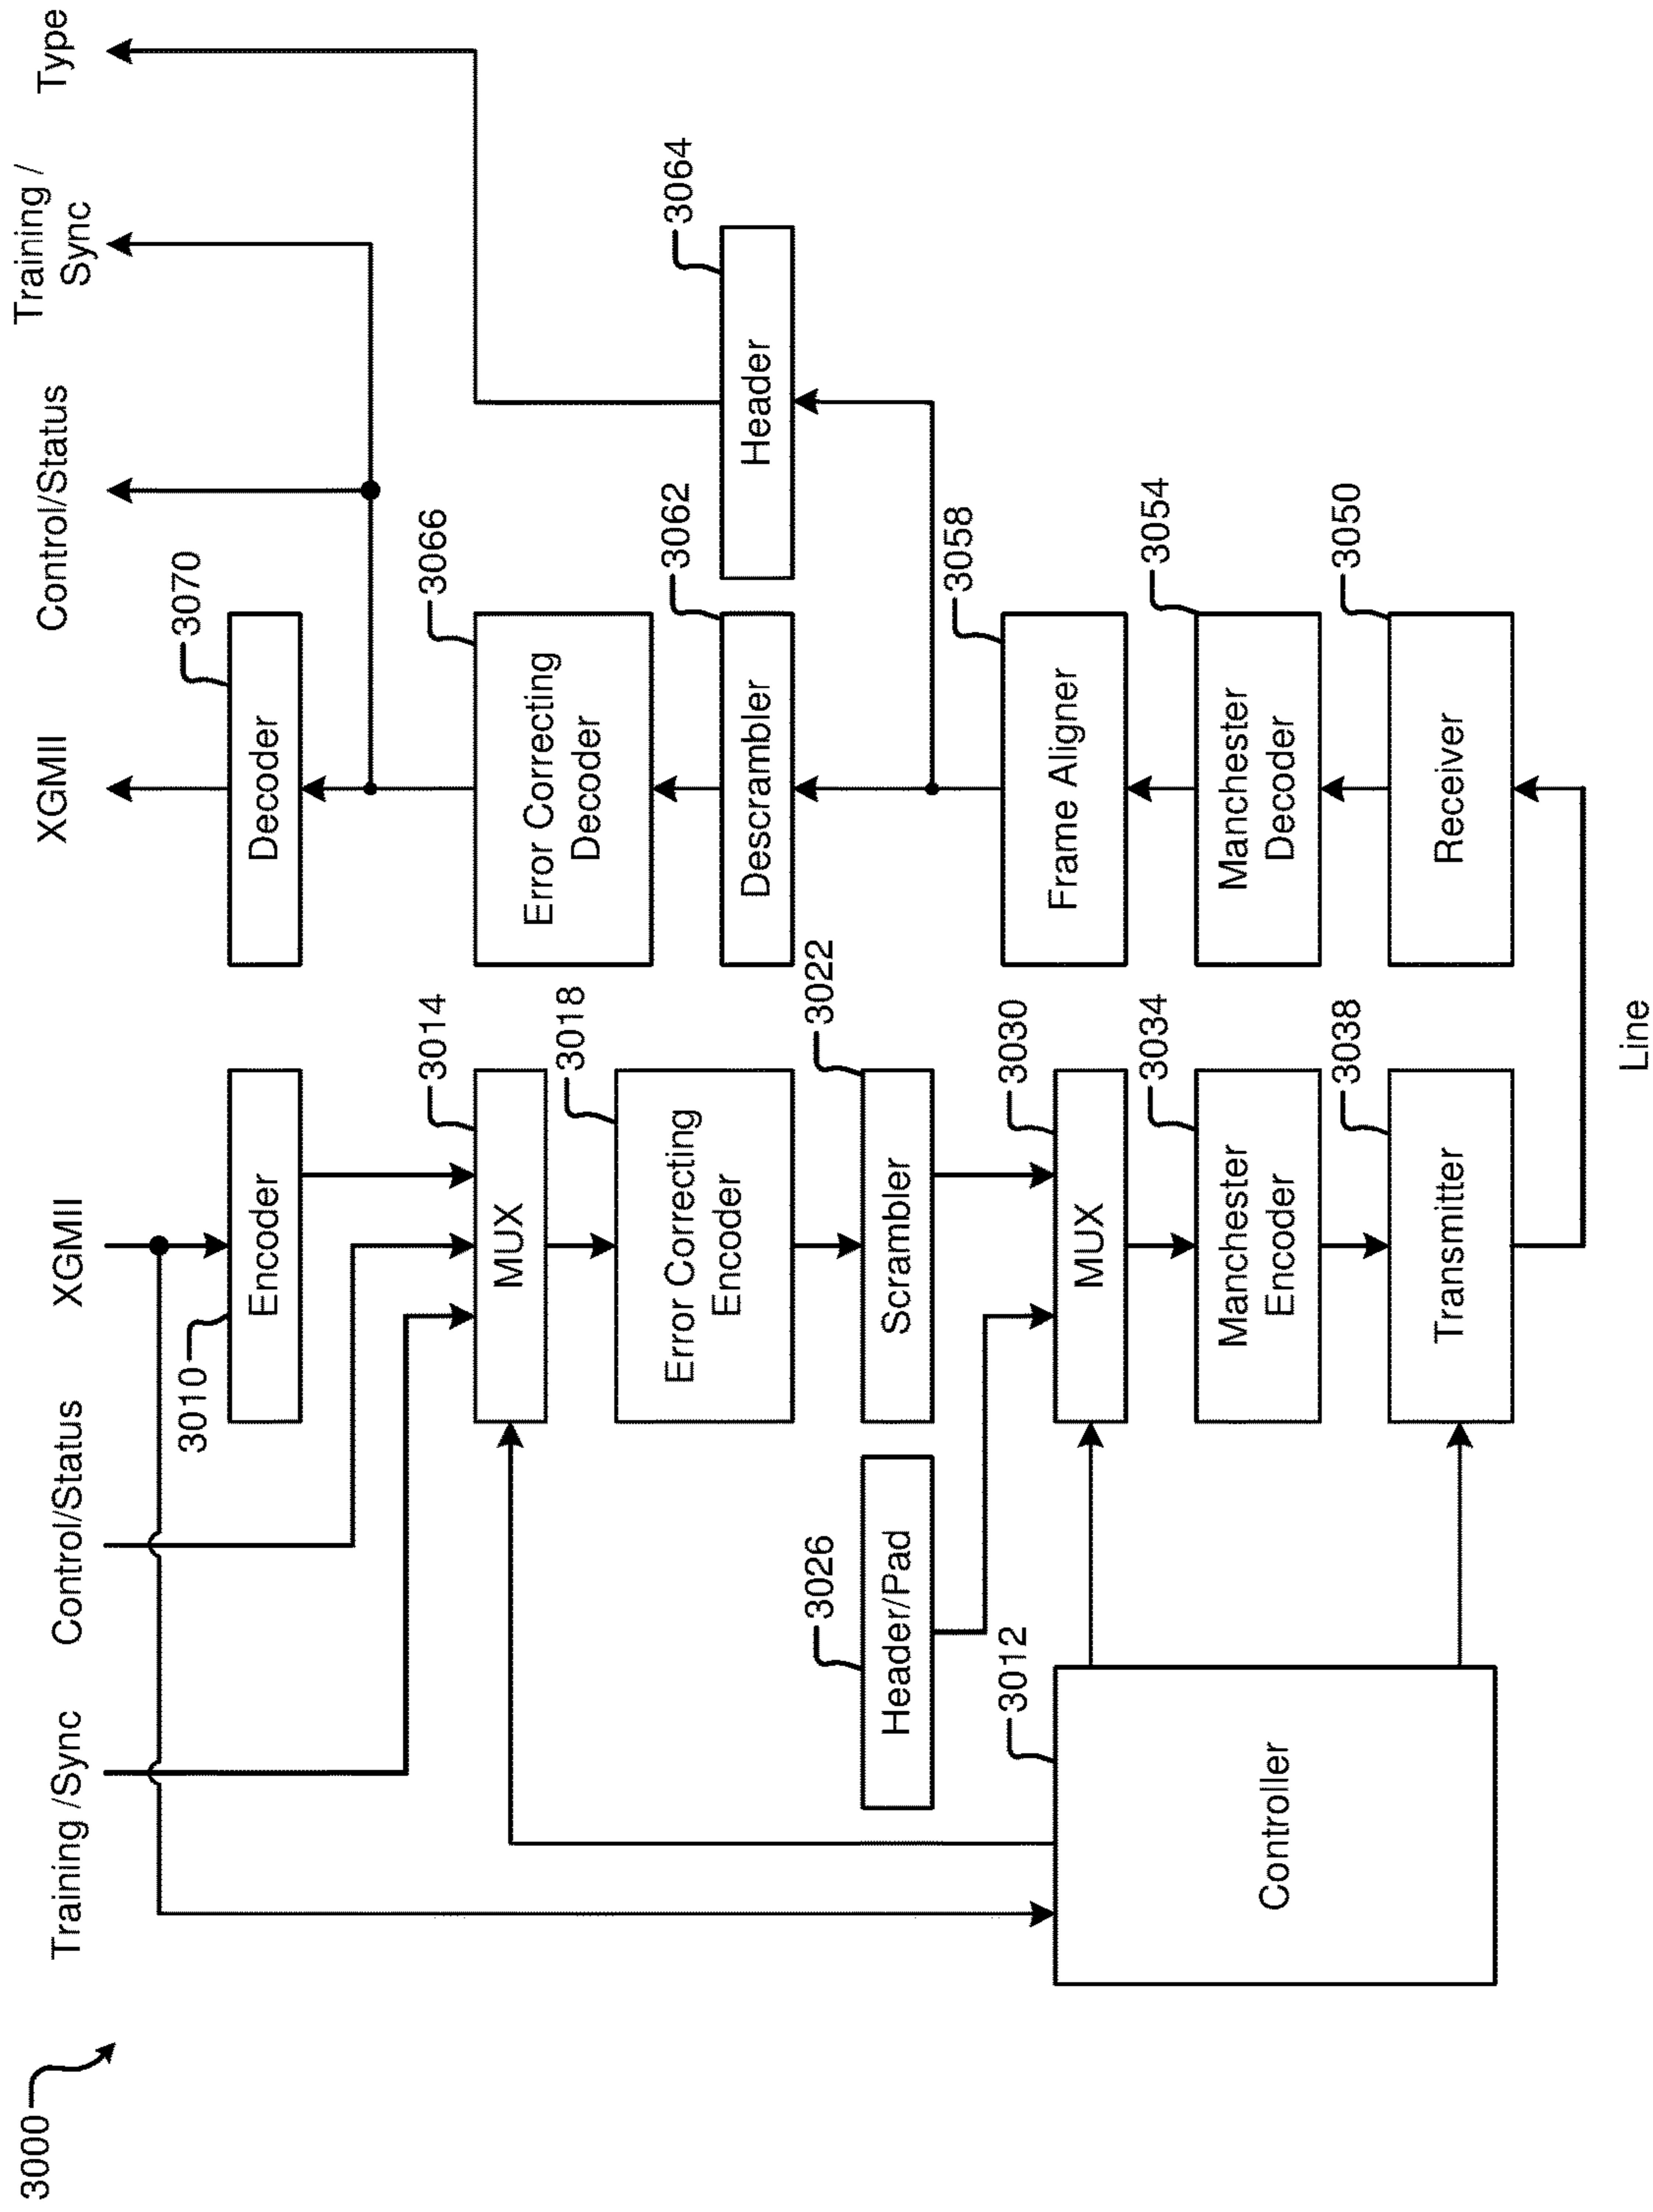 3000
Training /Sync
Control/Status
XGMII
XGMII
Control/Status
Training /
Sync
Type
3010
Encoder
3070
Decoder
3014
MUX
3066
Error Correcting
Decoder
3018
Error Correcting
Encoder
3062
Descrambler
3064
Header
3026
Header/Pad
3022
Scrambler
3012
Controller
3030
MUX
3058
Frame Aligner
3034
Manchester
Encoder
3054
Manchester
Decoder
3038
Transmitter
3050
Receiver
Line